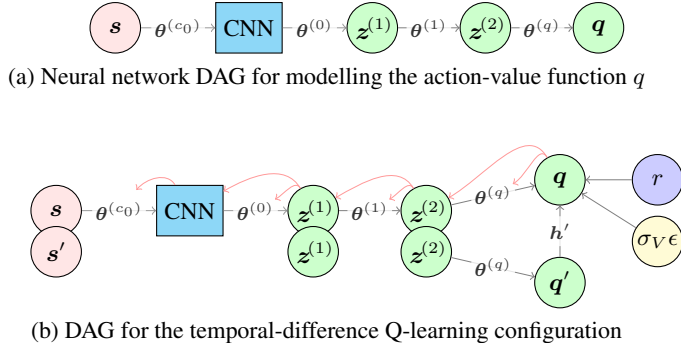 s θ^(c₀) CNN θ^(0) z^(1) θ^(1) z^(2) θ^(q) q
(a) Neural network DAG for modelling the action-value function q
q r
s θ^(c₀) CNN θ^(0) z^(1) θ^(1) z^(2) θ^(q)
s′ z^(1) z^(2) h′ σ_V ϵ
θ^(q) q′
(b) DAG for the temporal-difference Q-learning configuration